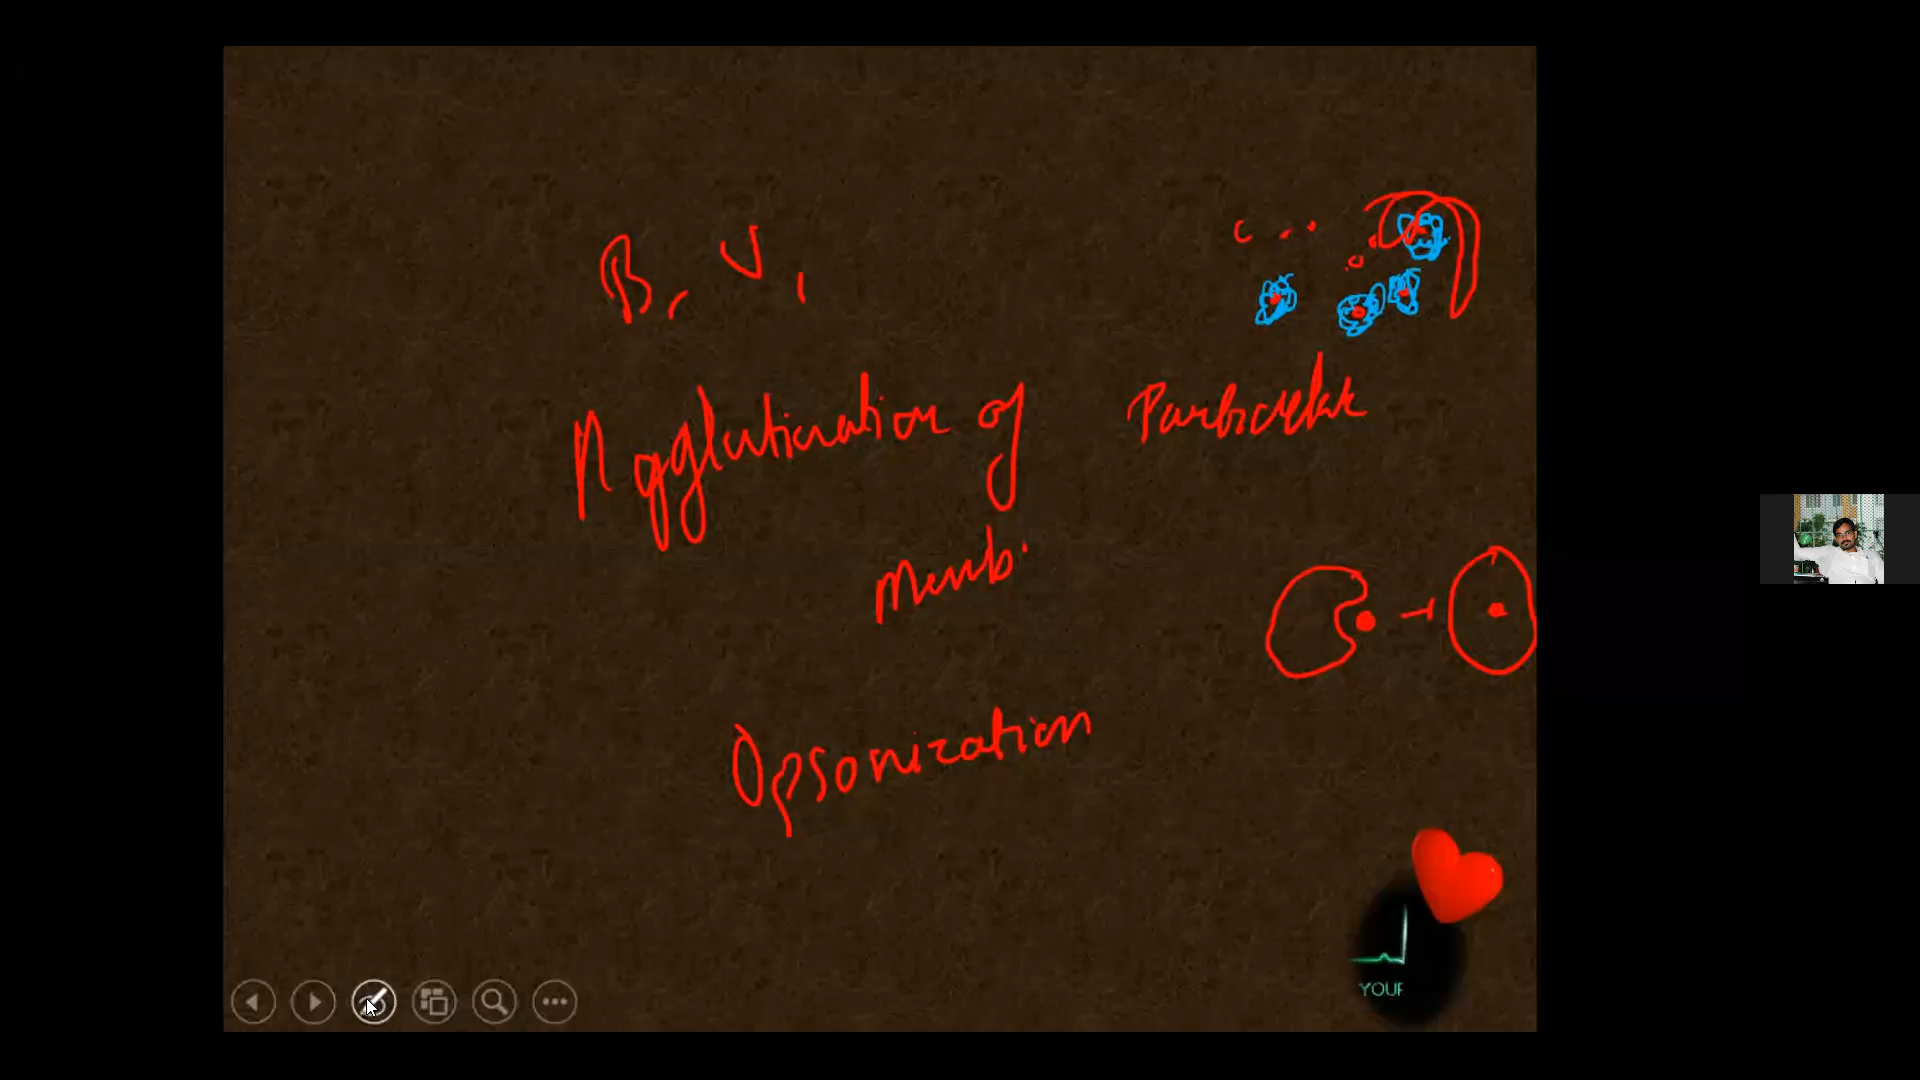 B, V,
Agglutination of Particulate
Memb.
Opsonization
YOUR